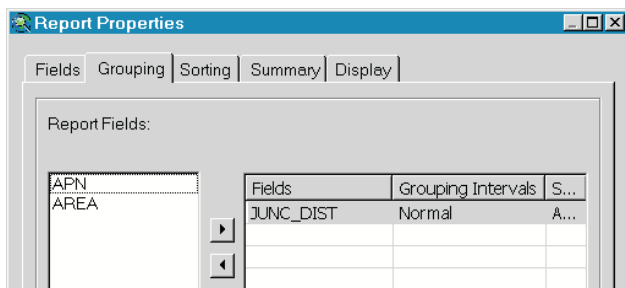 Report Properties
Fields Grouping Sorting Summary Display
Report Fields:
APN
AREA
Fields Grouping Intervals S...
JUNC_DIST Normal A...